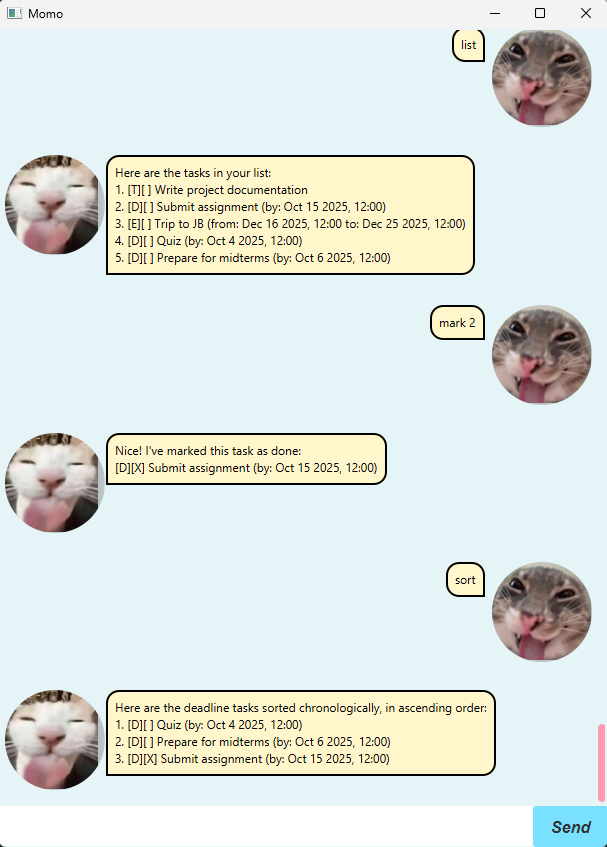 Momo
list
Here are the tasks in your list:
1. [T][ ] Write project documentation
2. [D][ ] Submit assignment (by: Oct 15 2025, 12:00)
3. [E][ ] Trip to JB (from: Dec 16 2025, 12:00 to: Dec 25 2025, 12:00)
4. [D][ ] Quiz (by: Oct 4 2025, 12:00)
5. [D][ ] Prepare for midterms (by: Oct 6 2025, 12:00)
mark 2
Nice! I've marked this task as done:
[D][X] Submit assignment (by: Oct 15 2025, 12:00)
sort
Here are the deadline tasks sorted chronologically, in ascending order:
1. [D][ ] Quiz (by: Oct 4 2025, 12:00)
2. [D][ ] Prepare for midterms (by: Oct 6 2025, 12:00)
3. [D][X] Submit assignment (by: Oct 15 2025, 12:00)
Send